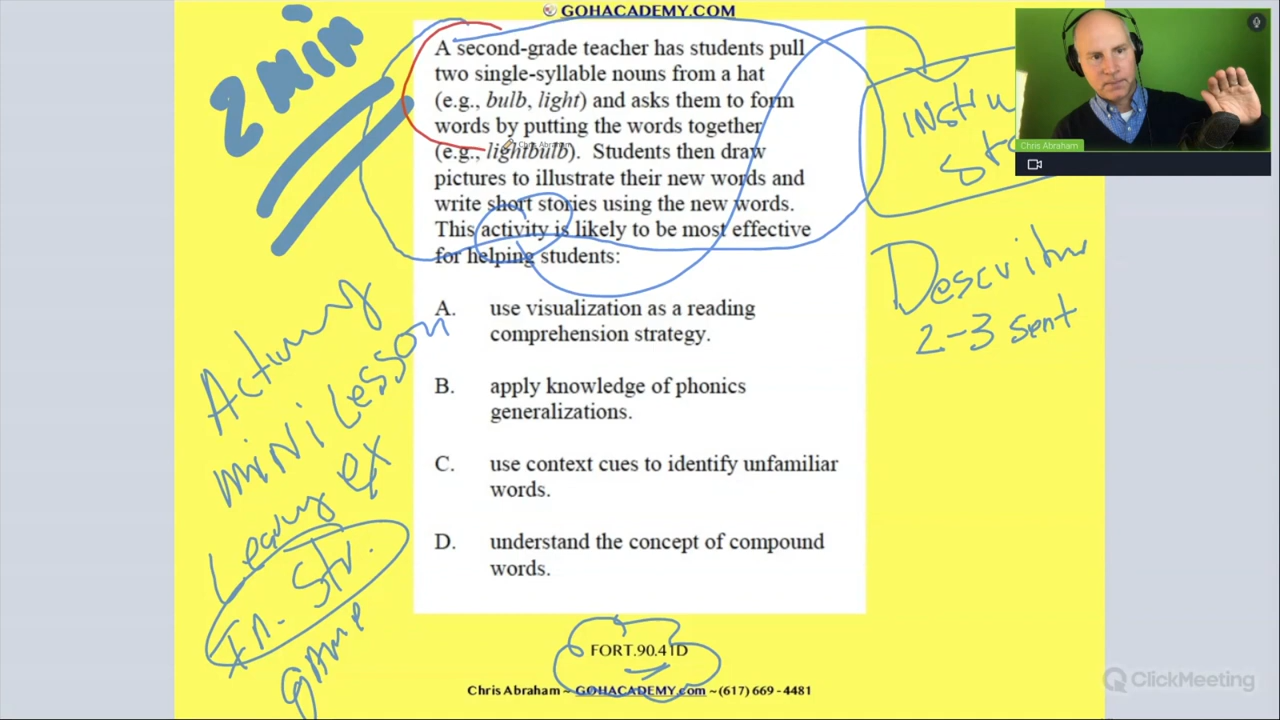 GOHACADEMY.COM
2 MIN
A second-grade teacher has students pull
two single-syllable nouns from a hat
(e.g., bulb, light) and asks them to form
words by putting the words together
(e.g., lightbulb). Students then draw
pictures to illustrate their new words and
write short stories using the new words.
This activity is likely to be most effective
for helping students:
A. use visualization as a reading
comprehension strategy.
B. apply knowledge of phonics
generalizations.
C. use context cues to identify unfamiliar
words.
D. understand the concept of compound
words.
Chris Abraham
Chris Abraham
2-3 Sent
MiNi Lesson
Ex
In. Str.
game
FORT.90.41D
Chris Abraham ~ GOHACADEMY.com ~(617) 669 - 4481
ClickMeeting